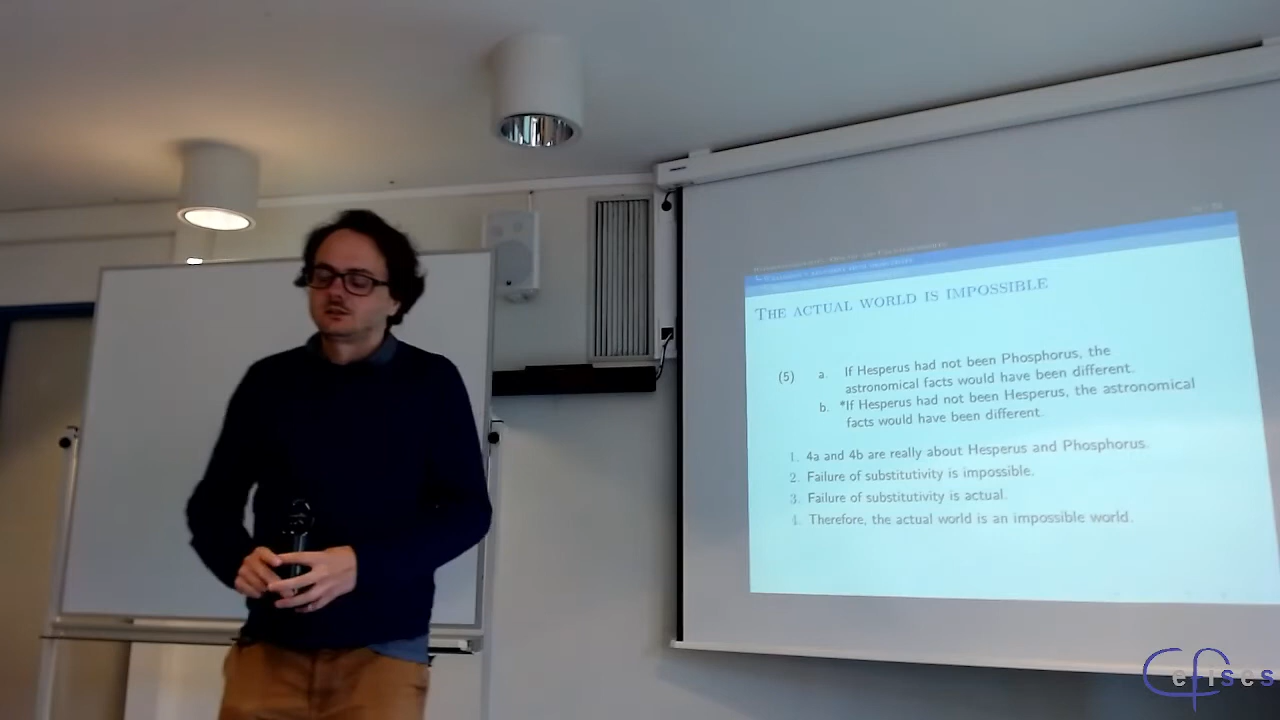 THE ACTUAL WORLD IS IMPOSSIBLE
(5) a. If Hesperus had not been Phosphorus, the
astronomical facts would have been different.
b. *If Hesperus had not been Hesperus, the astronomical
facts would have been different.
1. 4a and 4b are really about Hesperus and Phosphorus.
2. Failure of substitutivity is impossible.
3. Failure of substitutivity is actual.
4. Therefore, the actual world is an impossible world.
Cefises